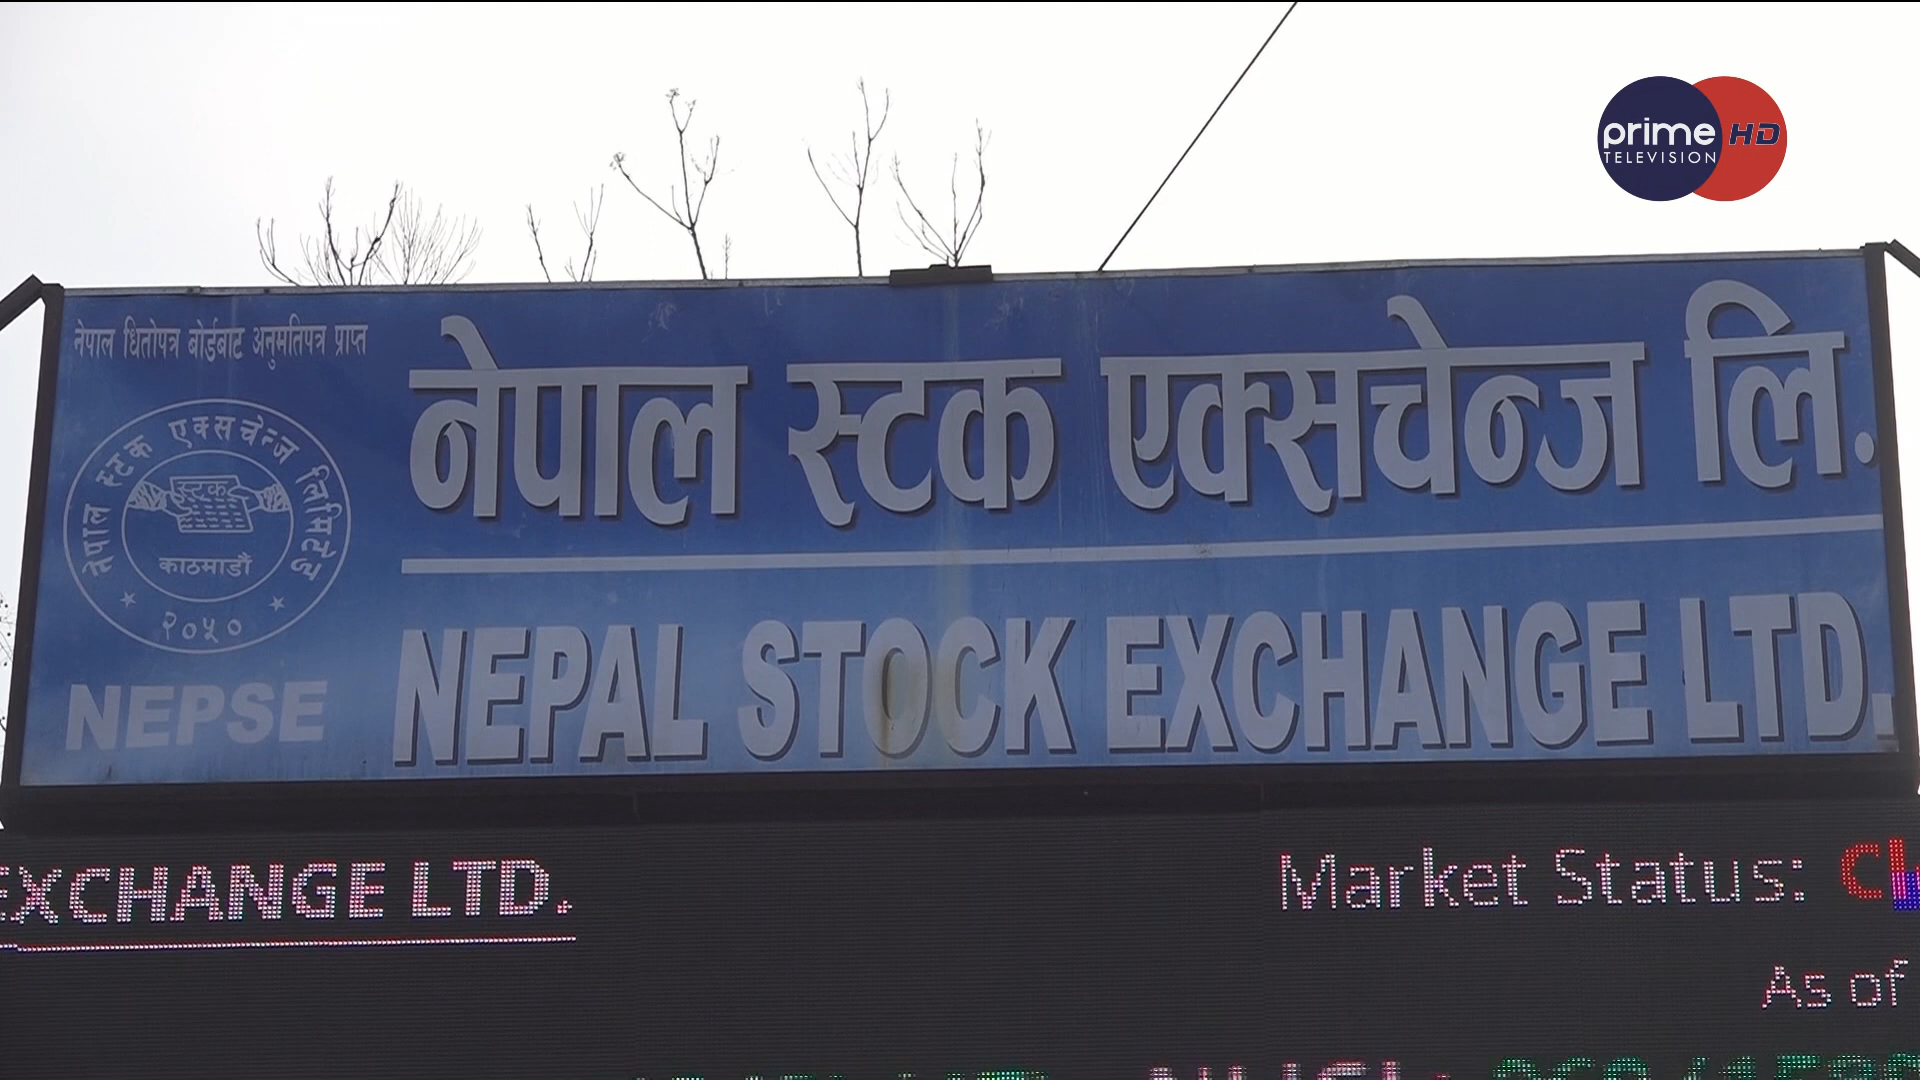 prime HD
TELEVISION
नेपाल धितोपत्र बोर्डबाट अनुमतिपत्र प्राप्त
नेपाल स्टक एक्सचेन्ज लि.
नेपाल स्टक एक्सचेन्ज लिमिटेड
स्टक
काठमाडौं
२०५०
NEPSE
NEPAL STOCK EXCHANGE LTD.
EXCHANGE LTD.
Market Status:
As of